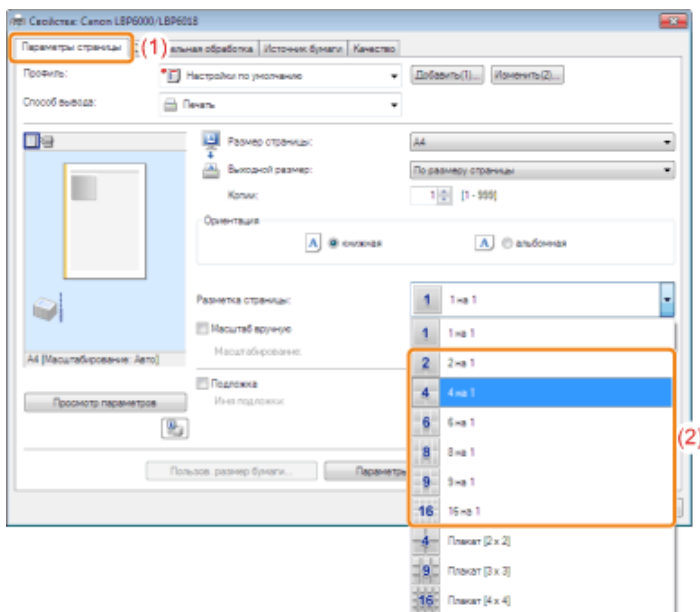 Свойства: Canon LBP6000/LBP6018
Параметры страницы (1) альная обработка Источник бумаги Качество
Профиль: Настройки по умолчанию Добавить(1)... Изменить(2)...
Способ вывода: Печать
Размер страницы: A4
Выходной размер: По размеру страницы
Копии: 1 [1 - 999]
Ориентация
A книжная A альбомная
Разметка страницы: 1 1 на 1
Масштаб вручную 1 1 на 1
Масштабирование:
A4 [Масштабирование: Авто] 2 2 на 1
Подложка 4 4 на 1
Просмотр параметров Имя подложки: 6 6 на 1
(2)
8 8 на 1
Пользов. размер бумаги... Параметры 9 9 на 1
16 16 на 1
4 Плакат [2 x 2]
9 Плакат [3 x 3]
16 Плакат [4 x 4]